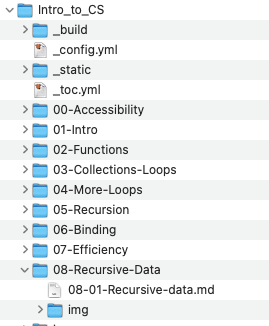 Intro_to_CS
_build
_config.yml
_static
_toc.yml
00-Accessibility
01-Intro
02-Functions
03-Collections-Loops
04-More-Loops
05-Recursion
06-Binding
07-Efficiency
08-Recursive-Data
08-01-Recursive-data.md
img